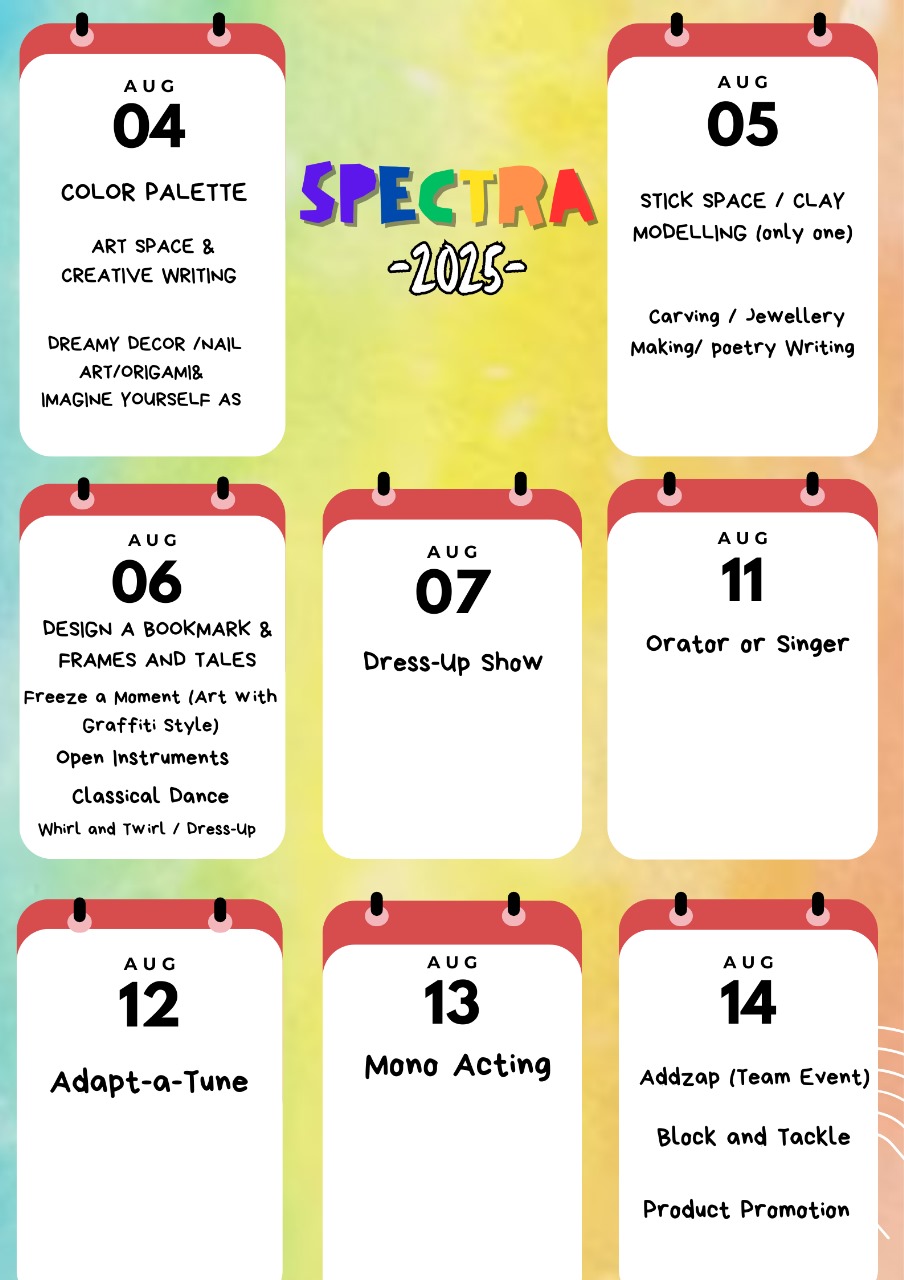 AUG
04
COLOR PALETTE
ART SPACE &
CREATIVE WRITING
DREAMY DECOR /NAIL
ART/ORIGAMI&
IMAGINE YOURSELF AS
SPECTRA
-2025-
AUG
05
STICK SPACE / CLAY
MODELLING (only one)
Carving / Jewellery
Making/ poetry Writing
AUG
06
DESIGN A BOOKMARK &
FRAMES AND TALES
Freeze a Moment (Art with
Graffiti Style)
Open Instruments
Classical Dance
Whirl and Twirl / Dress-Up
AUG
07
Dress-Up Show
AUG
11
Orator or Singer
AUG
12
Adapt-a-Tune
AUG
13
Mono Acting
AUG
14
Addzap (Team Event)
Block and Tackle
Product Promotion